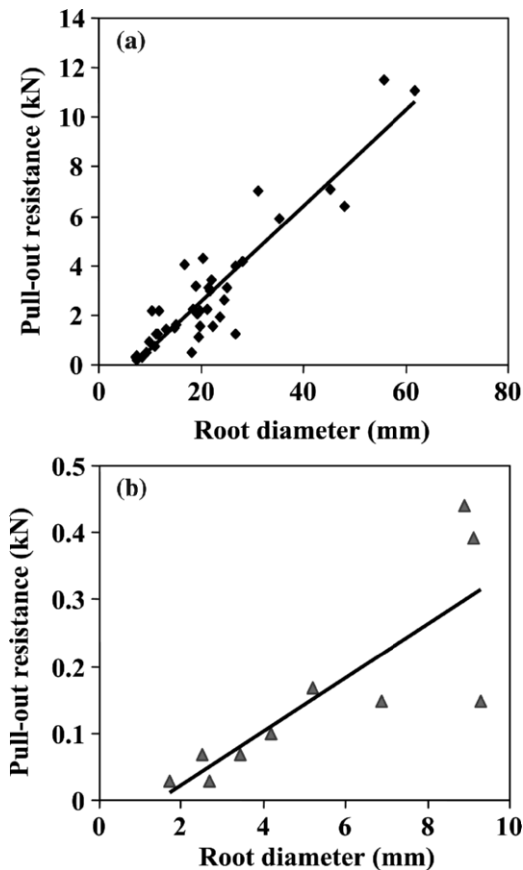 (a)
Pull-out resistance (kN)
14
12
10
8
6
4
2
0
0 20 40 60 80
Root diameter (mm)
(b)
Pull-out resistance (kN)
0.5
0.4
0.3
0.2
0.1
0
0 2 4 6 8 10
Root diameter (mm)